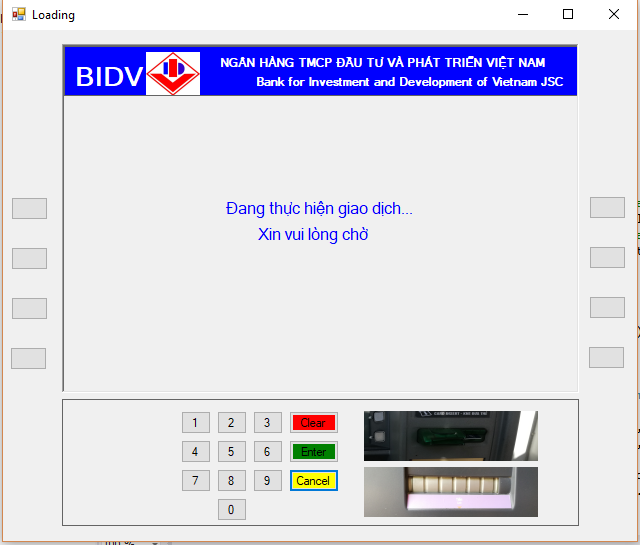 Loading
BIDV
NGÂN HÀNG TMCP ĐẦU TƯ VÀ PHÁT TRIỂN VIỆT NAM
Bank for Investment and Development of Vietnam JSC
Đang thực hiện giao dịch...
Xin vui lòng chờ
1 2 3 Clear
4 5 6 Enter
7 8 9 Cancel
0